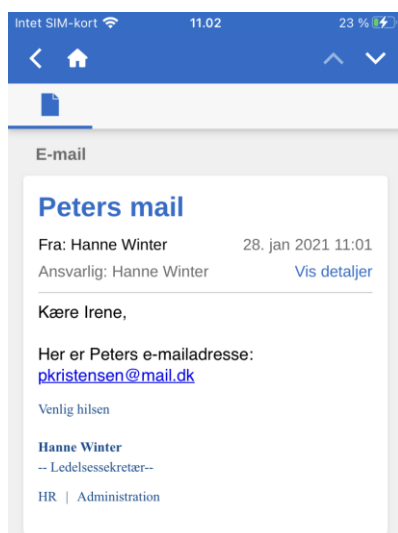 Intet SIM-kort 11.02 23 %
E-mail
Peters mail
Fra: Hanne Winter 28. jan 2021 11:01
Ansvarlig: Hanne Winter Vis detaljer
Kære Irene,
Her er Peters e-mailadresse:
pkristensen@mail.dk
Venlig hilsen
Hanne Winter
-- Ledelsessekretær--
HR | Administration